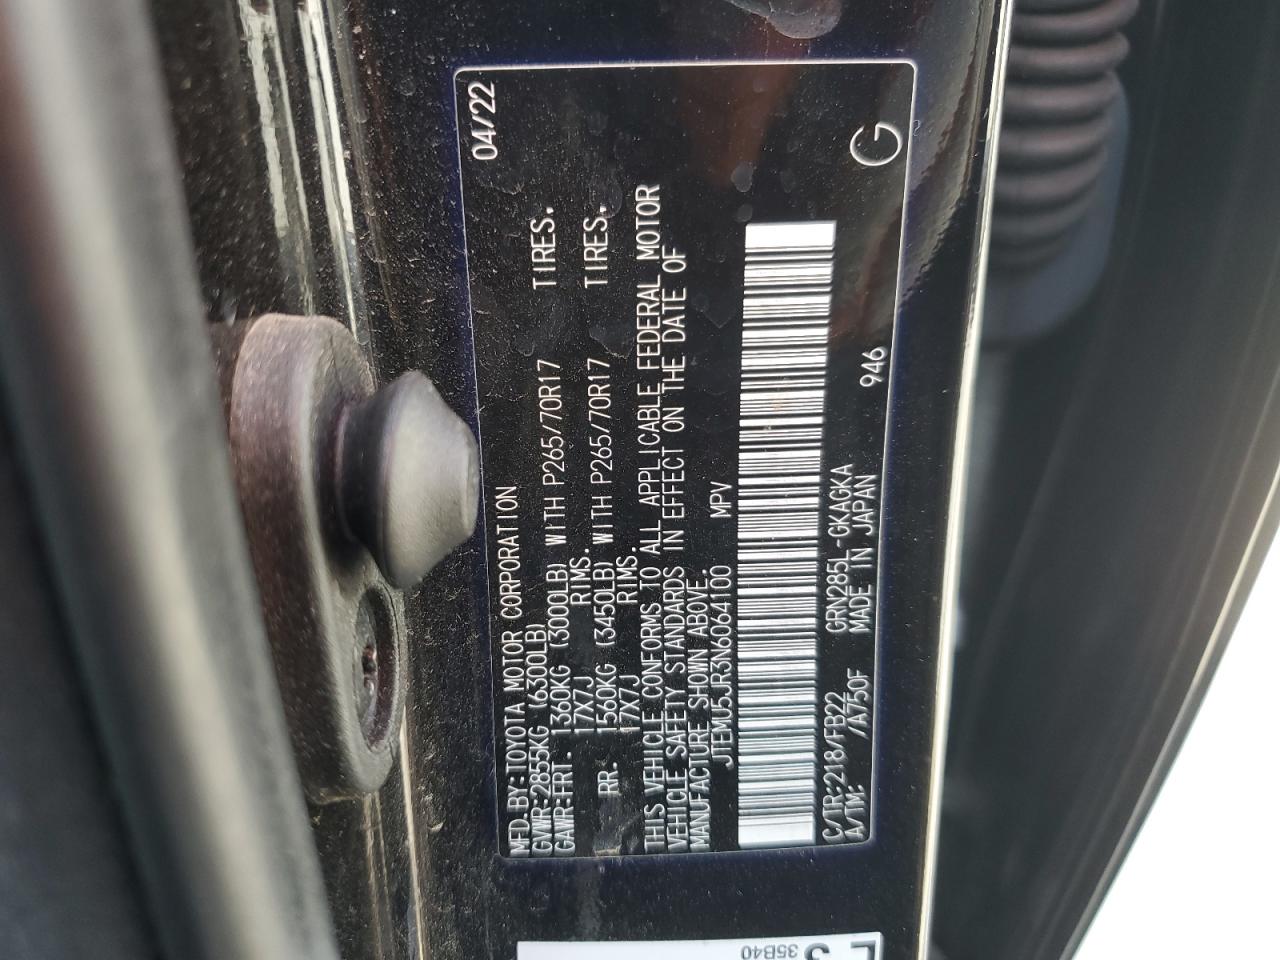 MFD.BY:TOYOTA MOTOR CORPORATION 04/22
GVWR:2855KG (6300LB)
GAWR:FRT. 1360KG (3000LB) WITH P265/70R17 TIRES.
17X7J RIMS.
RR. 1560KG (3450LB) WITH P265/70R17 TIRES.
17X7J RIMS.
THIS VEHICLE CONFORMS TO ALL APPLICABLE FEDERAL MOTOR
VEHICLE SAFETY STANDARDS IN EFFECT ON THE DATE OF
MANUFACTURE SHOWN ABOVE.
JTEMU5JR3N6064100 MPV
C/TR:218/FB22 GRN285L-GKAGKA 946
A/TM: /A750F MADE IN JAPAN
G
35B40